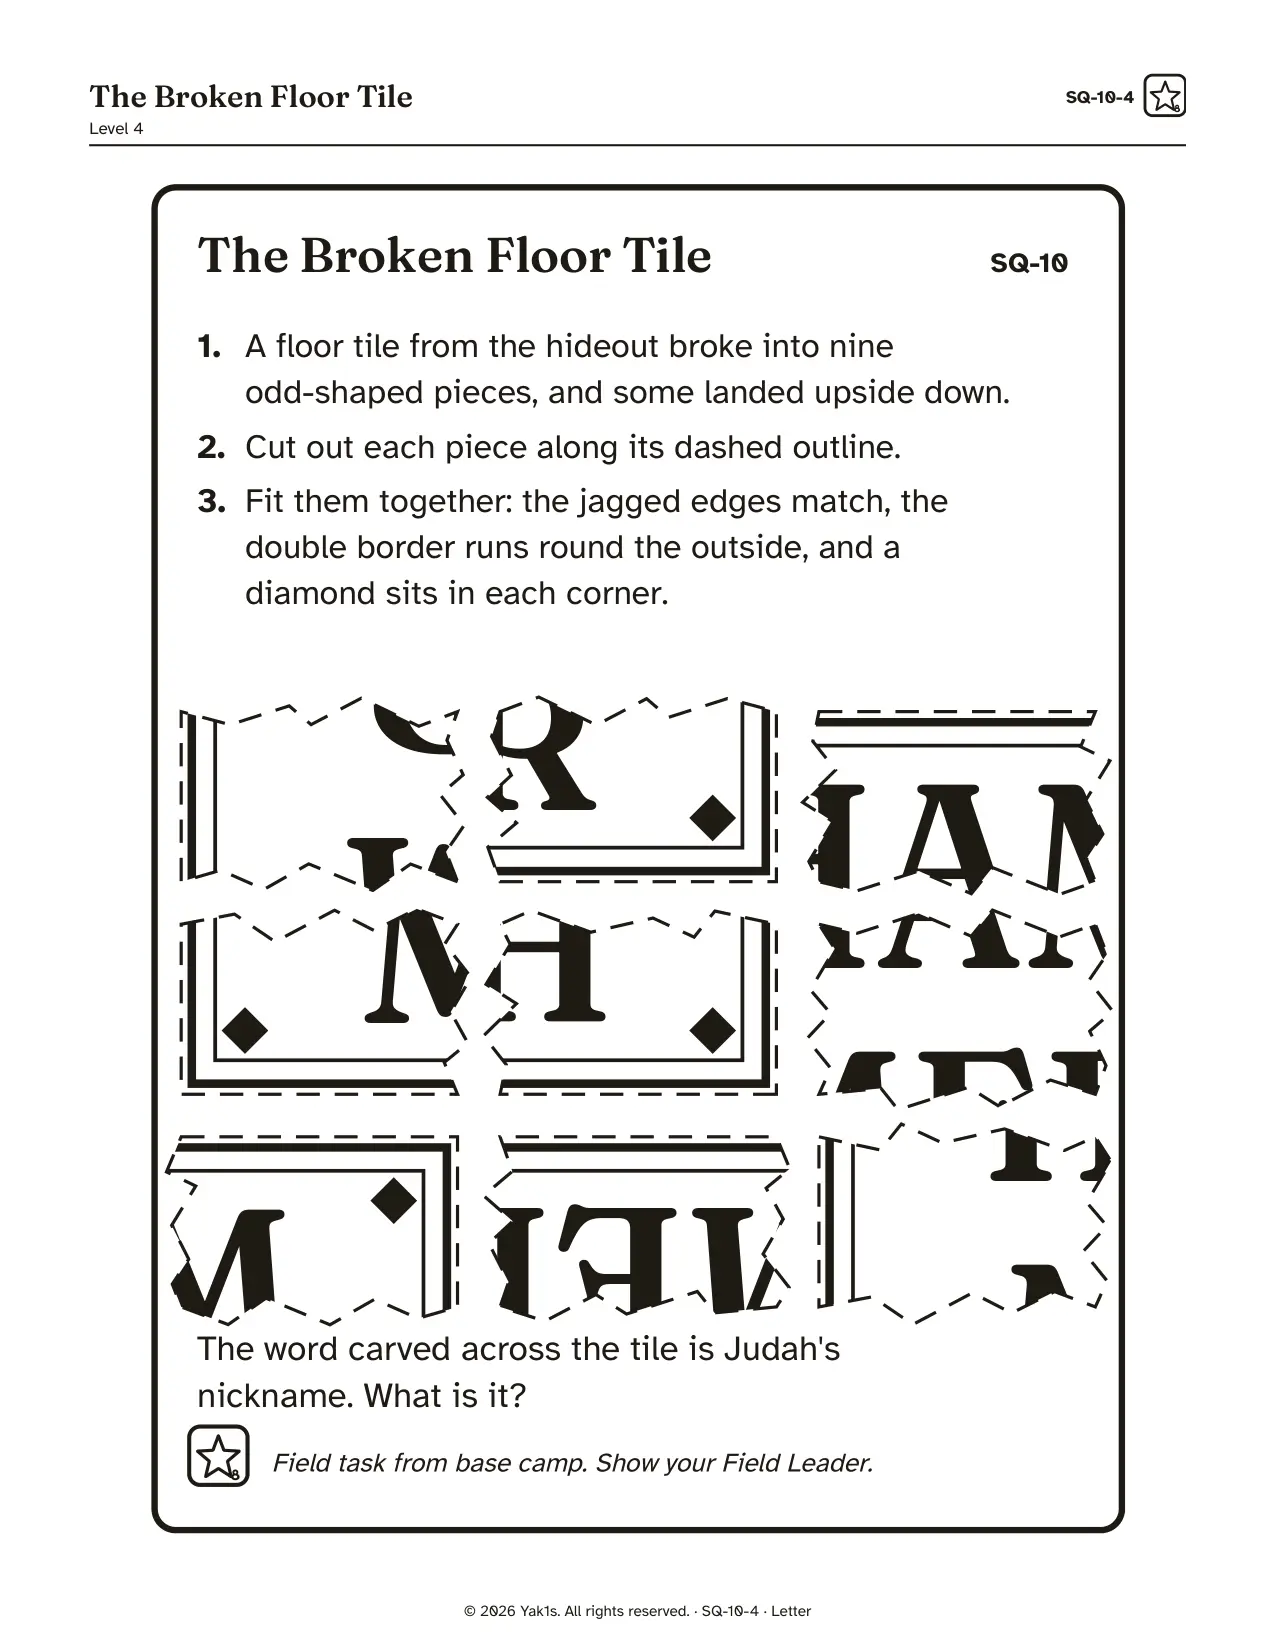 The Broken Floor Tile
Level 4
SQ-10-4
8
The Broken Floor Tile
SQ-10
1. A floor tile from the hideout broke into nine
odd-shaped pieces, and some landed upside down.
2. Cut out each piece along its dashed outline.
3. Fit them together: the jagged edges match, the
double border runs round the outside, and a
diamond sits in each corner.
The word carved across the tile is Judah's
nickname. What is it?
8
Field task from base camp. Show your Field Leader.
© 2026 Yak1s. All rights reserved. · SQ-10-4 · Letter